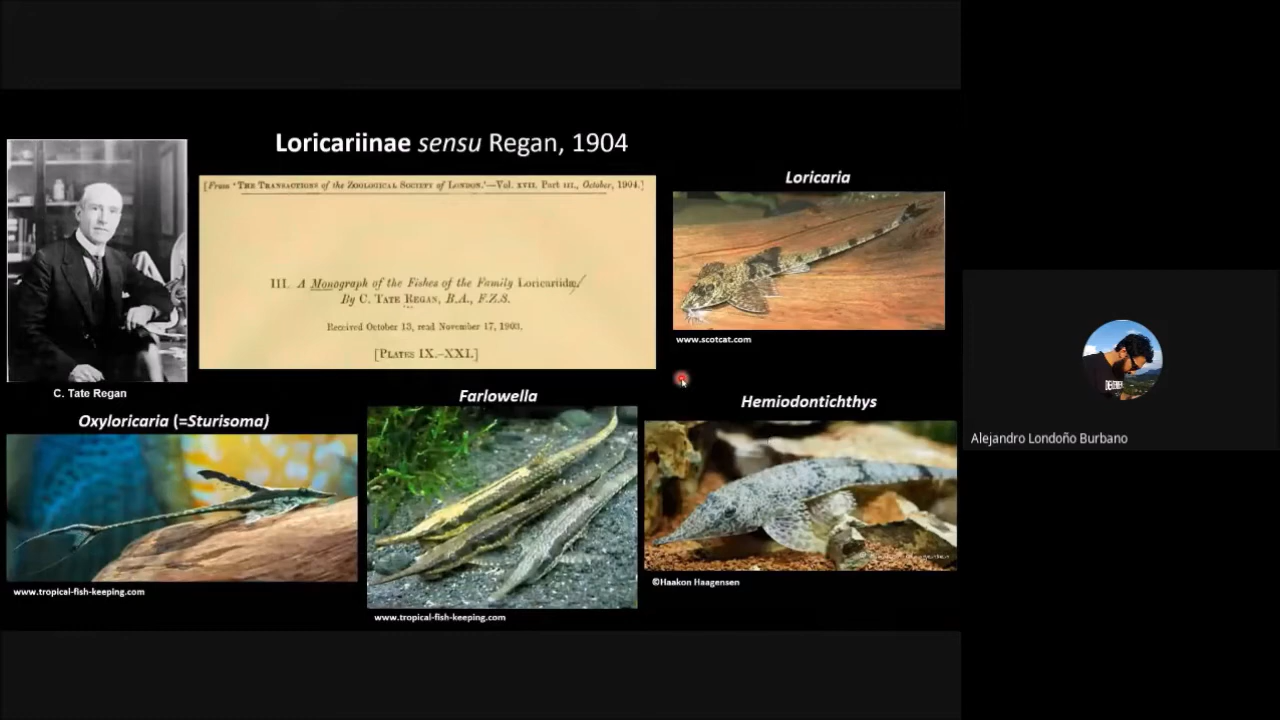 Loricariinae sensu Regan, 1904
[From 'THE TRANSACTIONS of the ZOOLOGICAL SOCIETY of LONDON.'—VOL. XVII. PART III., October, 1904.]
III. A Monograph of the Fishes of the Family Loricariidæ
By C. TATE REGAN, B.A., F.Z.S.
Received October 13, read November 17, 1903.
[PLATES IX.–XXI.]
C. Tate Regan
Loricaria
www.scotcat.com
Oxyloricaria (=Sturisoma)
www.tropical-fish-keeping.com
Farlowella
www.tropical-fish-keeping.com
Hemiodontichthys
©Haakon Haagensen
Alejandro Londoño Burbano